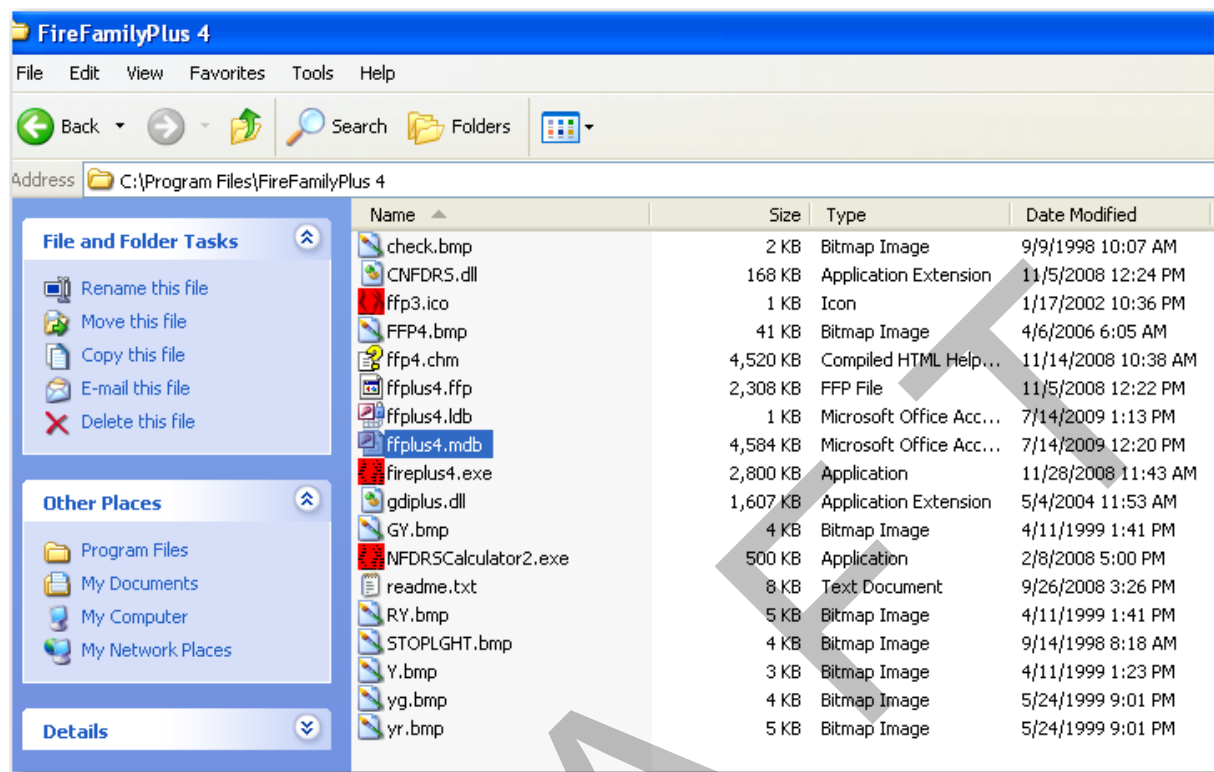 FireFamilyPlus 4
File Edit View Favorites Tools Help
Back Search Folders
Address C:\Program Files\FireFamilyPlus 4
File and Folder Tasks
Rename this file
Move this file
Copy this file
E-mail this file
Delete this file
Other Places
Program Files
My Documents
My Computer
My Network Places
Details
Name Size Type Date Modified
check.bmp 2 KB Bitmap Image 9/9/1998 10:07 AM
CNFDRS.dll 168 KB Application Extension 11/5/2008 12:24 PM
ffp3.ico 1 KB Icon 1/17/2002 10:36 PM
FFP4.bmp 41 KB Bitmap Image 4/6/2006 6:05 AM
ffp4.chm 4,520 KB Compiled HTML Help... 11/14/2008 10:38 AM
ffplus4.ffp 2,308 KB FFP File 11/5/2008 12:22 PM
ffplus4.ldb 1 KB Microsoft Office Acc... 7/14/2009 1:13 PM
ffplus4.mdb 4,584 KB Microsoft Office Acc... 7/14/2009 12:20 PM
fireplus4.exe 2,800 KB Application 11/28/2008 11:43 AM
gdiplus.dll 1,607 KB Application Extension 5/4/2004 11:53 AM
GY.bmp 4 KB Bitmap Image 4/11/1999 1:41 PM
NFDRSCalculator2.exe 500 KB Application 2/8/2008 5:00 PM
readme.txt 8 KB Text Document 9/26/2008 3:26 PM
RY.bmp 5 KB Bitmap Image 4/11/1999 1:41 PM
STOPLGHT.bmp 4 KB Bitmap Image 9/14/1998 8:18 AM
Y.bmp 3 KB Bitmap Image 4/11/1999 1:23 PM
yg.bmp 4 KB Bitmap Image 5/24/1999 9:01 PM
yr.bmp 5 KB Bitmap Image 5/24/1999 9:01 PM